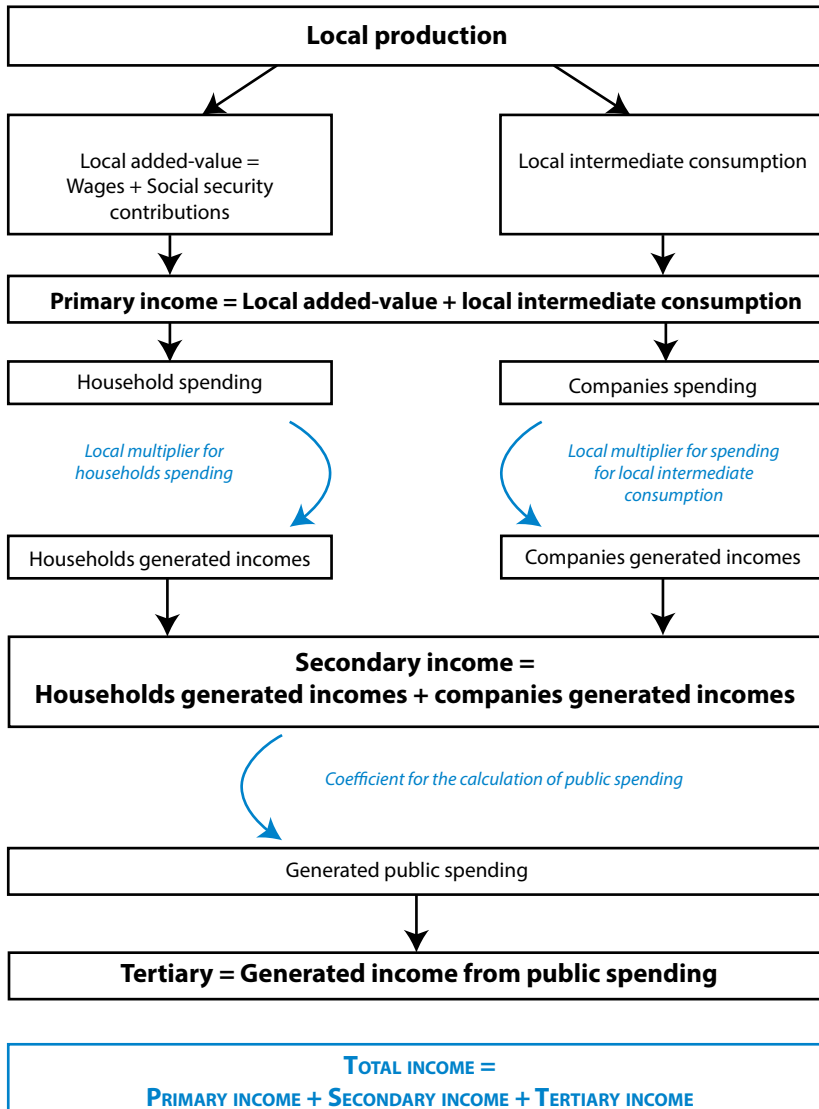 Local production
Local added-value =
Wages + Social security
contributions
Local intermediate consumption
Primary income = Local added-value + local intermediate consumption
Household spending
Companies spending
Local multiplier for
households spending
Local multiplier for spending
for local intermediate
consumption
Households generated incomes
Companies generated incomes
Secondary income =
Households generated incomes + companies generated incomes
Coefficient for the calculation of public spending
Generated public spending
Tertiary = Generated income from public spending
Total income =
Primary income + Secondary income + Tertiary income